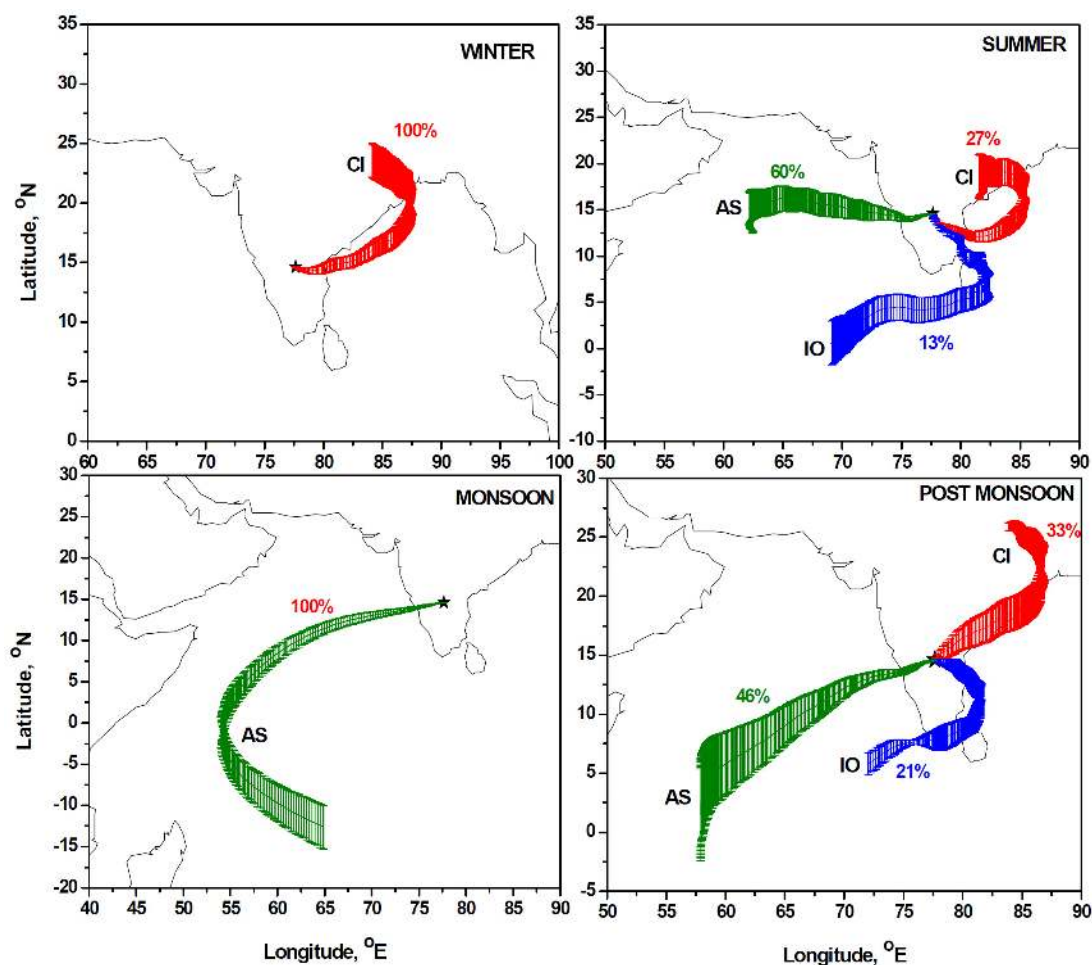 WINTER
100%
CI
35
30
25
20
15
10
5
0
60 65 70 75 80 85 90 95 100
Latitude, °N
SUMMER
27%
CI
60%
AS
IO
13%
35
30
25
20
15
10
5
0
-5
-10
50 55 60 65 70 75 80 85 90
MONSOON
100%
AS
30
25
20
15
10
5
0
-5
-10
-15
-20
40 45 50 55 60 65 70 75 80 85 90
Latitude, °N
Longitude, °E
POST MONSOON
33%
CI
46%
AS
IO
21%
30
25
20
15
10
5
0
-5
50 55 60 65 70 75 80 85 90
Longitude, °E